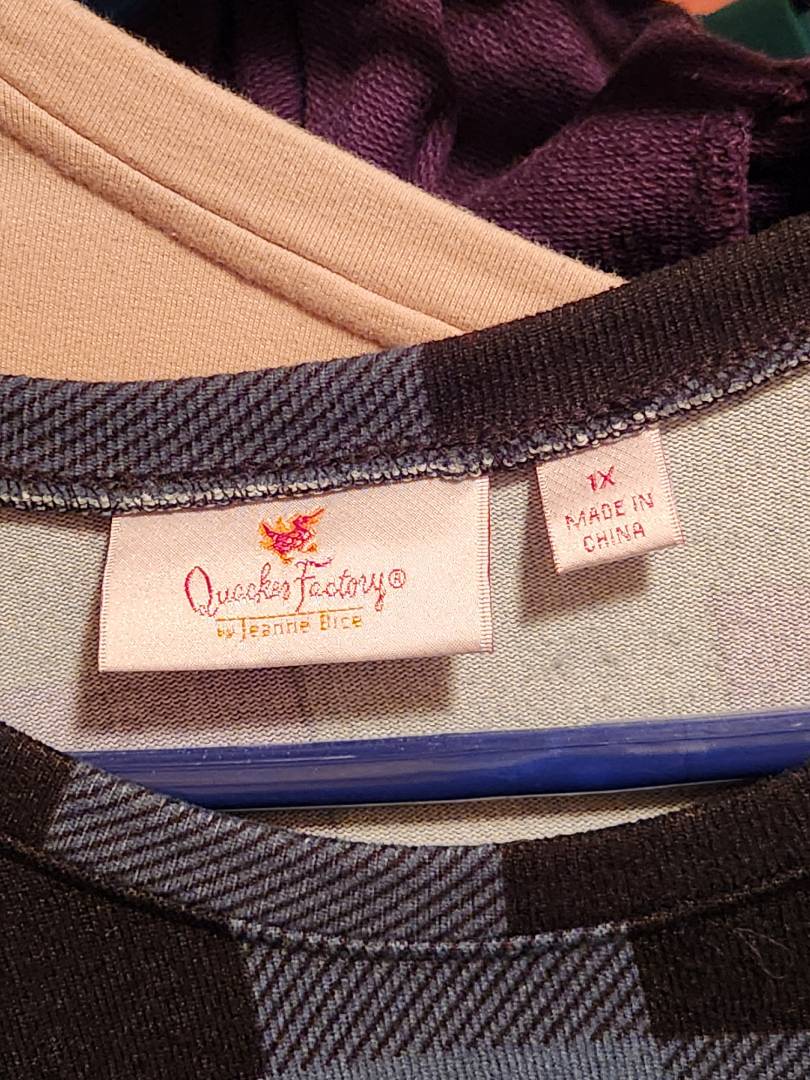 Quacker Factory®
by Jeanne Bice
1X
MADE IN
CHINA